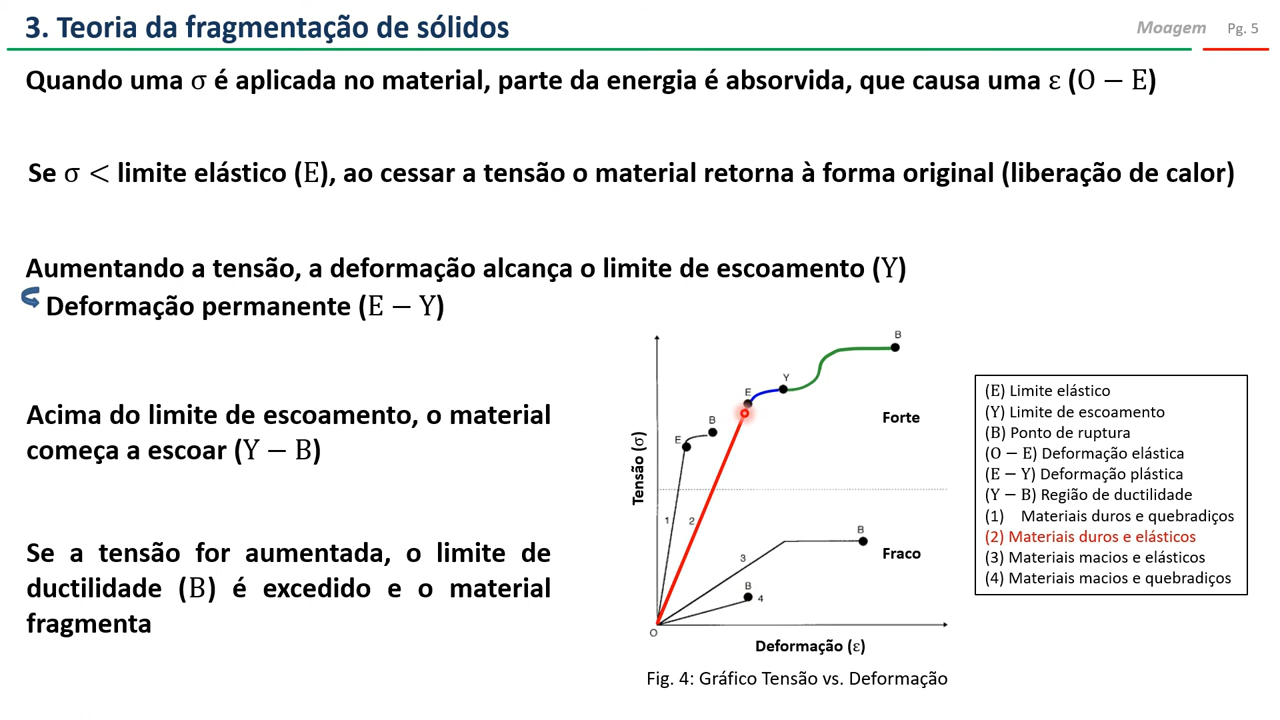 3. Teoria da fragmentação de sólidos
Moagem
Pg. 5
Quando uma σ é aplicada no material, parte da energia é absorvida, que causa uma ε (O − E)
Se σ < limite elástico (E), ao cessar a tensão o material retorna à forma original (liberação de calor)
Aumentando a tensão, a deformação alcança o limite de escoamento (Y)
Deformação permanente (E − Y)
Acima do limite de escoamento, o material
começa a escoar (Y − B)
Se a tensão for aumentada, o limite de
ductilidade (B) é excedido e o material
fragmenta
B
Y
E
B
E
Forte
Tensão (σ)
1
2
B
3
Fraco
B
4
O
Deformação (ε)
Fig. 4: Gráfico Tensão vs. Deformação
(E) Limite elástico
(Y) Limite de escoamento
(B) Ponto de ruptura
(O − E) Deformação elástica
(E − Y) Deformação plástica
(Y − B) Região de ductilidade
(1) Materiais duros e quebradiços
(2) Materiais duros e elásticos
(3) Materiais macios e elásticos
(4) Materiais macios e quebradiços